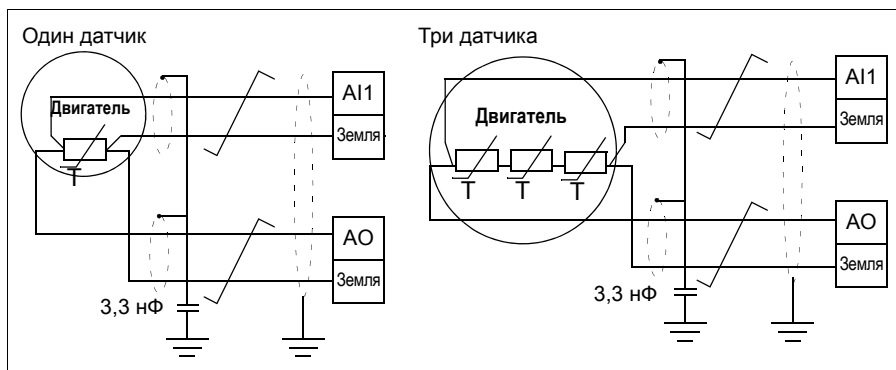 Один датчик
Двигатель
T
AI1
Земля
AO
Земля
3,3 нФ
Три датчика
Двигатель
T T T
AI1
Земля
AO
Земля
3,3 нФ